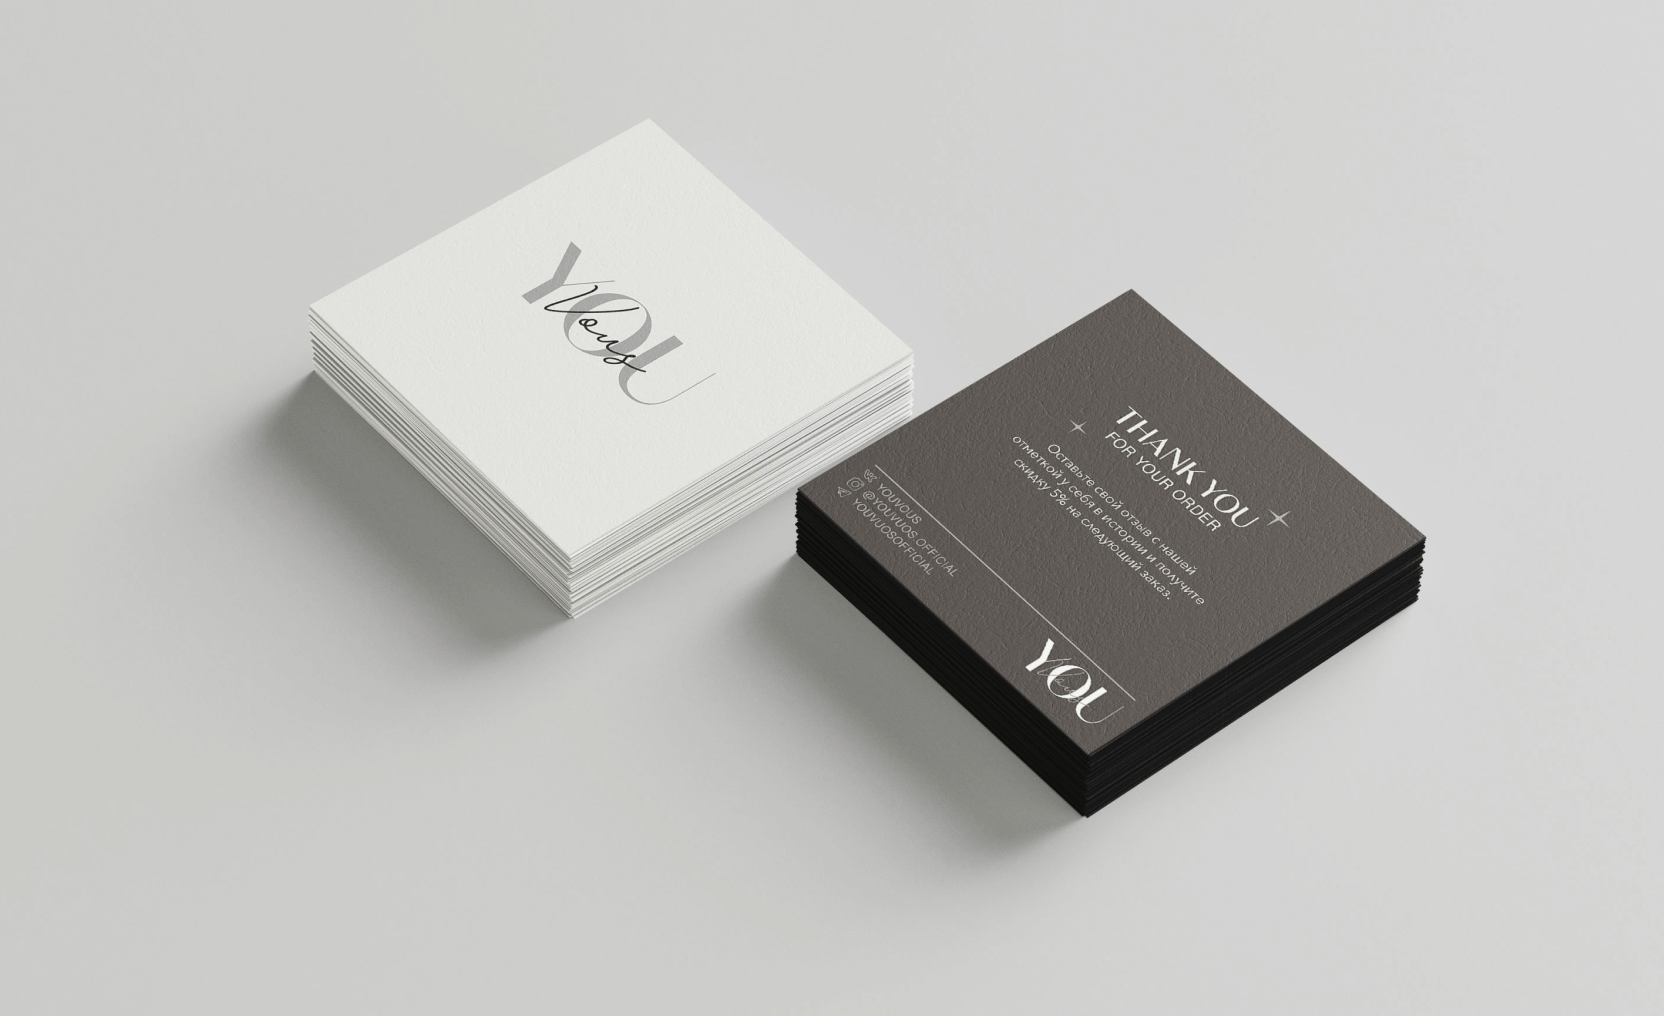 YOU
Vous
THANK YOU
FOR YOUR ORDER
Оставьте свой отзыв с нашей
отметкой у себя в истории и получите
скидку 5% на следующий заказ.
YOUVOUS
@YOUVUOS OFFICIAL
YOUVUOSOFFICIAL
YOU
Vous